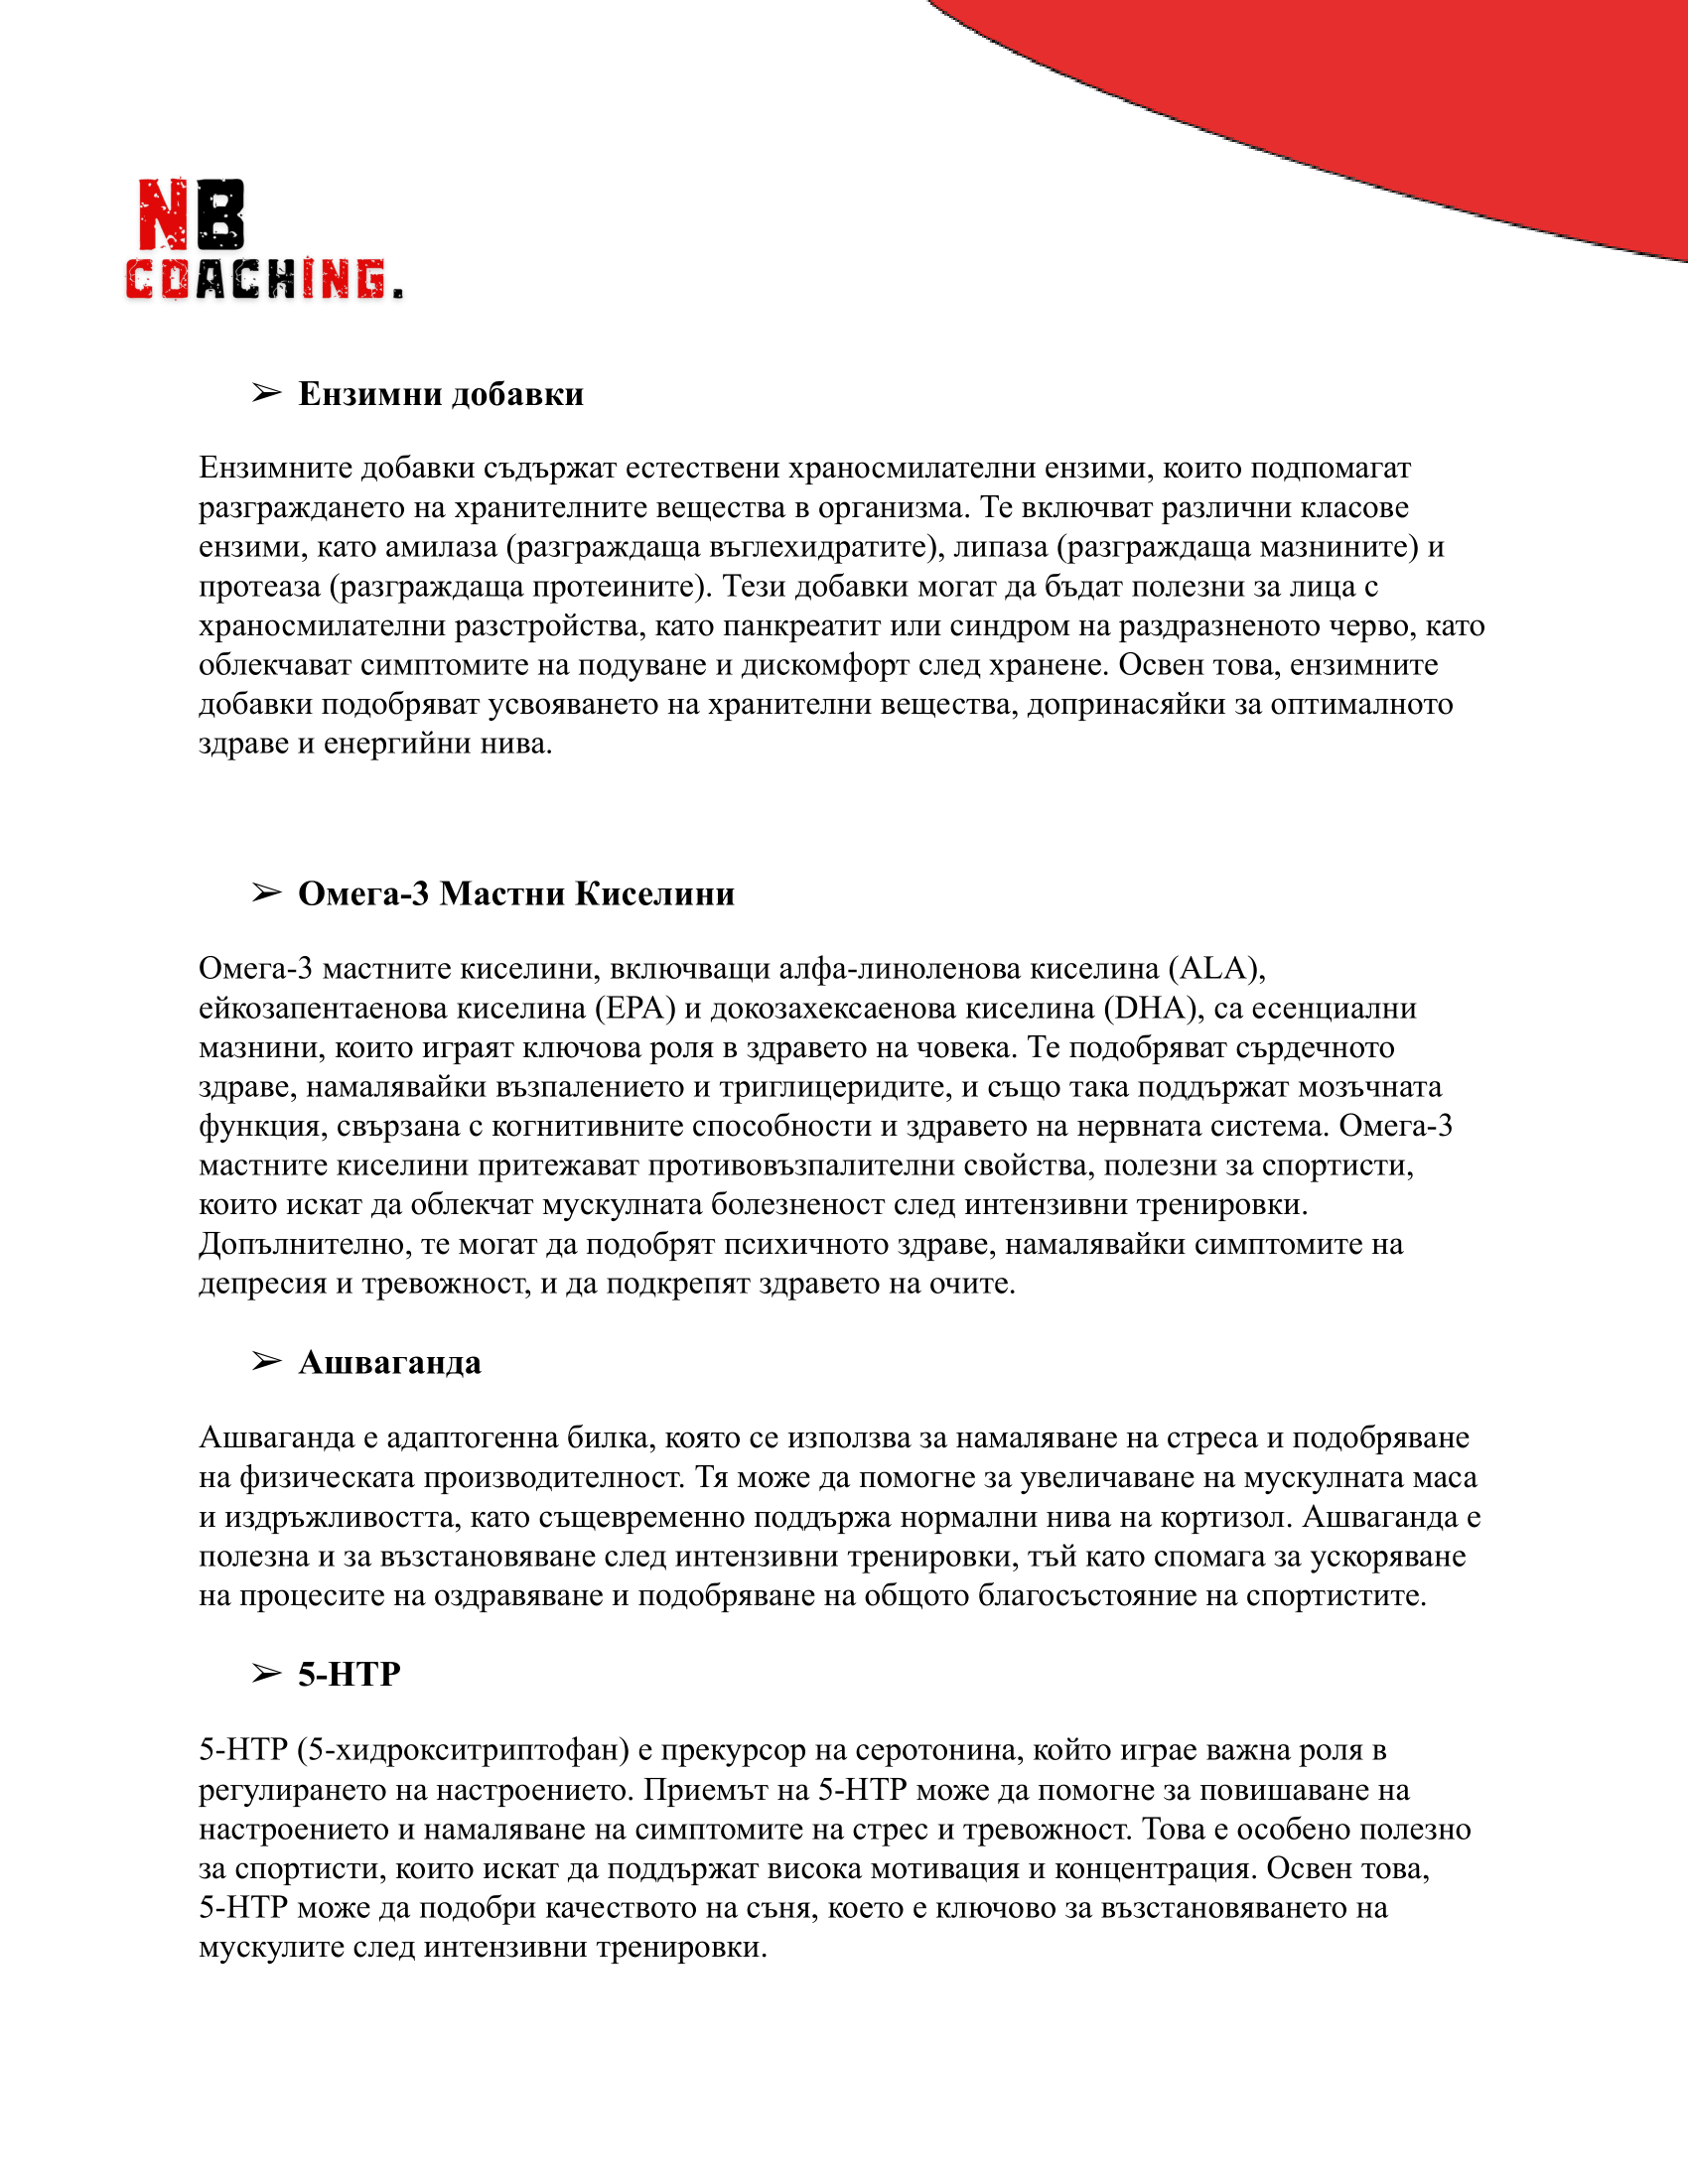 NB
COACHING.
➢ Ензимни добавки
Ензимните добавки съдържат естествени храносмилателни ензими, които подпомагат
разграждането на хранителните вещества в организма. Те включват различни класове
ензими, като амилаза (разграждаща въглехидратите), липаза (разграждаща мазнините) и
протеаза (разграждаща протеините). Тези добавки могат да бъдат полезни за лица с
храносмилателни разстройства, като панкреатит или синдром на раздразненото черво, като
облекчават симптомите на подуване и дискомфорт след хранене. Освен това, ензимните
добавки подобряват усвояването на хранителни вещества, допринасяйки за оптималното
здраве и енергийни нива.
➢ Омега-3 Мастни Киселини
Омега-3 мастните киселини, включващи алфа-линоленова киселина (ALA),
ейкозапентаенова киселина (EPA) и докозахексаенова киселина (DHA), са есенциални
мазнини, които играят ключова роля в здравето на човека. Те подобряват сърдечното
здраве, намалявайки възпалението и триглицеридите, и също така поддържат мозъчната
функция, свързана с когнитивните способности и здравето на нервната система. Омега-3
мастните киселини притежават противовъзпалителни свойства, полезни за спортисти,
които искат да облекчат мускулната болезненост след интензивни тренировки.
Допълнително, те могат да подобрят психичното здраве, намалявайки симптомите на
депресия и тревожност, и да подкрепят здравето на очите.
➢ Ашваганда
Ашваганда е адаптогенна билка, която се използва за намаляване на стреса и подобряване
на физическата производителност. Тя може да помогне за увеличаване на мускулната маса
и издръжливостта, като същевременно поддържа нормални нива на кортизол. Ашваганда е
полезна и за възстановяване след интензивни тренировки, тъй като спомага за ускоряване
на процесите на оздравяване и подобряване на общото благосъстояние на спортистите.
➢ 5-HTP
5-HTP (5-хидрокситриптофан) е прекурсор на серотонина, който играе важна роля в
регулирането на настроението. Приемът на 5-HTP може да помогне за повишаване на
настроението и намаляване на симптомите на стрес и тревожност. Това е особено полезно
за спортисти, които искат да поддържат висока мотивация и концентрация. Освен това,
5-HTP може да подобри качеството на съня, което е ключово за възстановяването на
мускулите след интензивни тренировки.